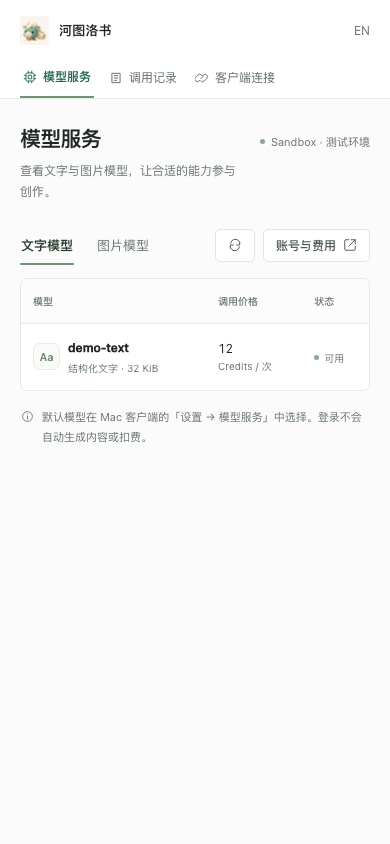 河图洛书
EN
模型服务
调用记录
客户端连接
模型服务
Sandbox · 测试环境
查看文字与图片模型，让合适的能力参与
创作。
文字模型
图片模型
账号与费用
模型
调用价格
状态
Aa
demo-text
结构化文字 · 32 KiB
12
Credits / 次
可用
默认模型在 Mac 客户端的「设置 → 模型服务」中选择。登录不会
自动生成内容或扣费。